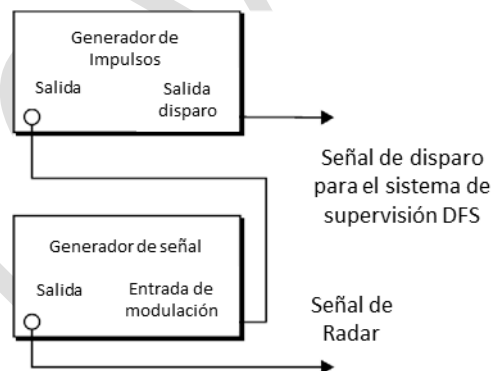 Generador de
Impulsos
Salida
Salida
disparo
Señal de disparo
para el sistema de
supervisión DFS
Generador de señal
Salida
Entrada de
modulación
Señal de
Radar